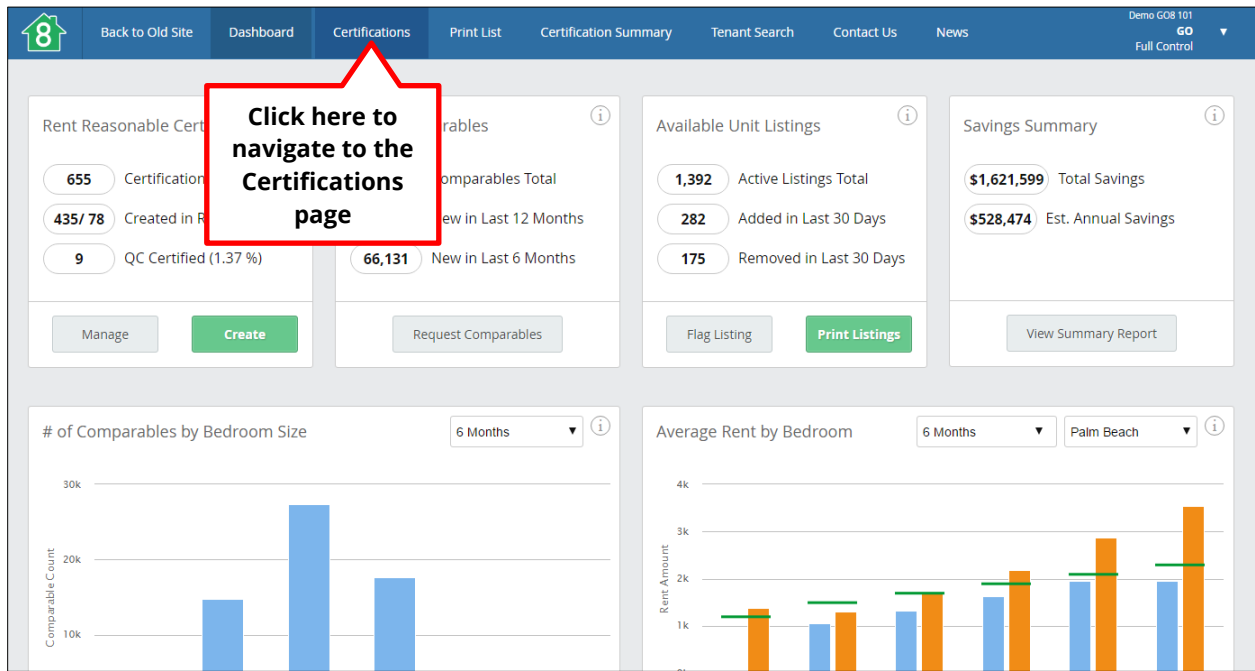 8
Back to Old Site
Dashboard
Certifications
Print List
Certification Summary
Tenant Search
Contact Us
News
Demo GO8 101
GO
Full Control
Click here to
navigate to the
Certifications
page
Rent Reasonable Cert
655 Certification
435/ 78 Created in R
9 QC Certified (1.37 %)
Manage
Create
rables
omparables Total
ew in Last 12 Months
66,131 New in Last 6 Months
Request Comparables
Available Unit Listings
1,392 Active Listings Total
282 Added in Last 30 Days
175 Removed in Last 30 Days
Flag Listing
Print Listings
Savings Summary
$1,621,599 Total Savings
$528,474 Est. Annual Savings
View Summary Report
# of Comparables by Bedroom Size
6 Months
30k
20k
10k
Comparable Count
Average Rent by Bedroom
6 Months
Palm Beach
4k
3k
2k
1k
Rent Amount